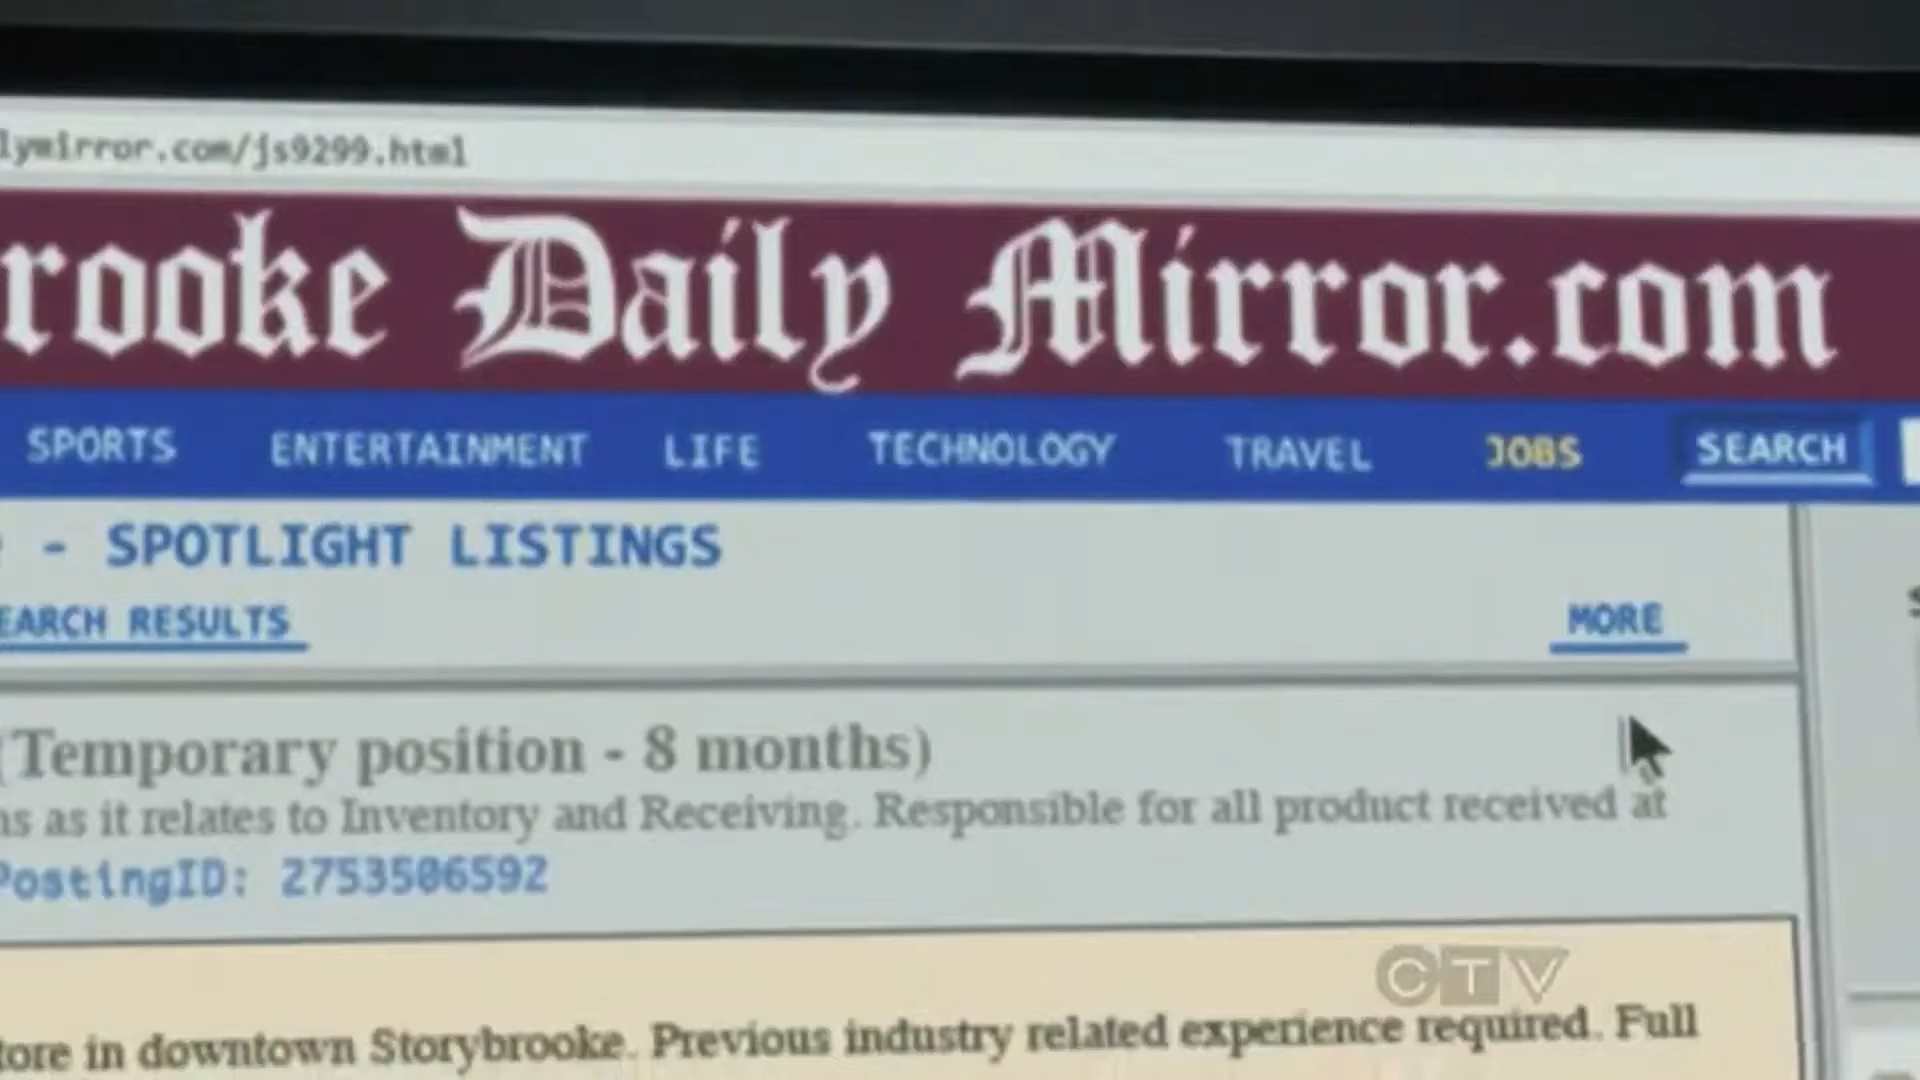 lymirror.com/js9299.html
rooke Daily Mirror.com
SPORTS ENTERTAINMENT LIFE TECHNOLOGY TRAVEL JOBS SEARCH
- SPOTLIGHT LISTINGS
EARCH RESULTS MORE
(Temporary position - 8 months)
ns as it relates to Inventory and Receiving. Responsible for all product received at
PostingID: 2753506592
CTV
tore in downtown Storybrooke. Previous industry related experience required. Full